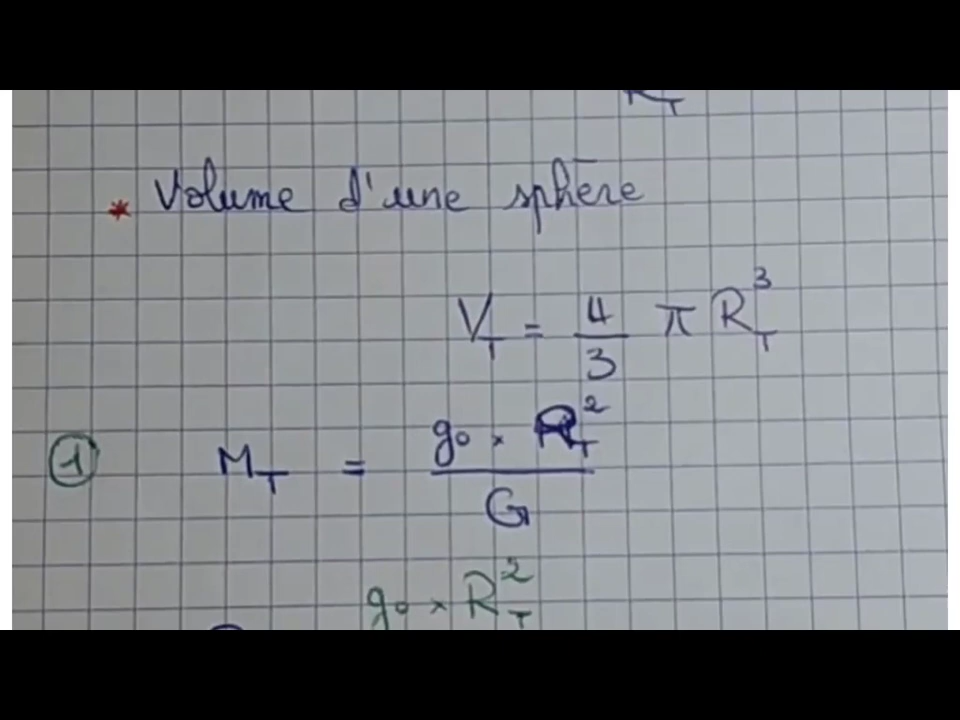 * Volume d'une sphère
V_T = 4/3 π R_T^3
① M_T = (g₀ × R_T^2)/G
g₀ × R_T^2